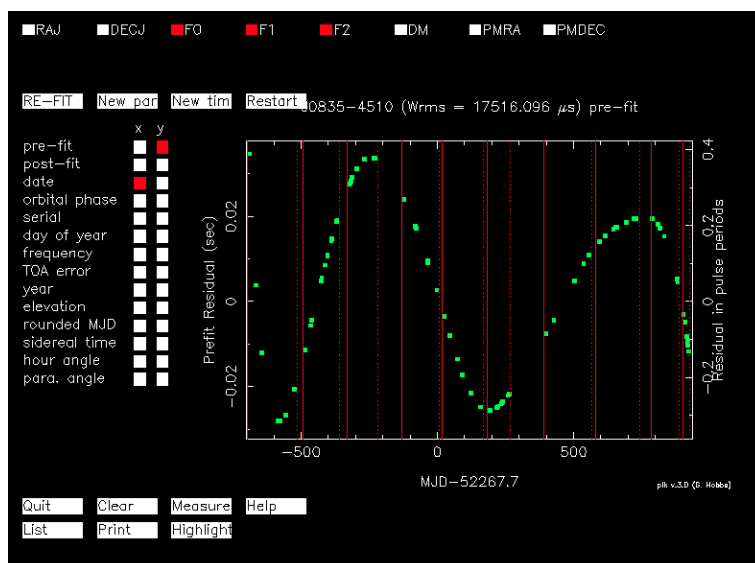 RAJ DECJ F0 F1 F2 DM PMRA PMDEC
RE-FIT New par New tim Restart J0835-4510 (Wrms = 17516.096 μs) pre-fit
x y
pre-fit
post-fit
date
orbital phase
serial
day of year
frequency
TOA error
year
elevation
rounded MJD
sidereal time
hour angle
para. angle
Prefit Residual (sec)
0.02
0
-0.02
Residual in pulse periods
0.4
0.2
0.0
-0.2
-500 0 500
MJD-52267.7
plk v.3.0 (G. Hobbs)
Quit Clear Measure Help
List Print Highlight